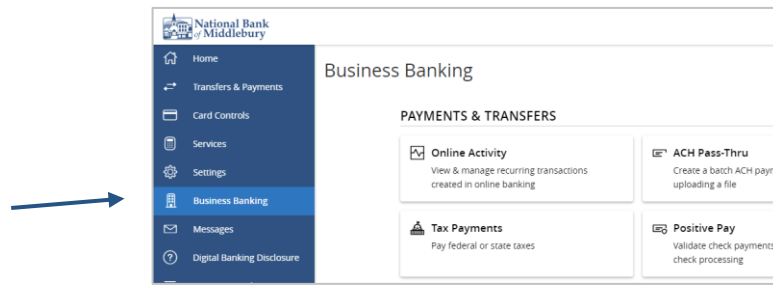 National Bank
of Middlebury
Home
Transfers & Payments
Card Controls
Services
Settings
Business Banking
Messages
Digital Banking Disclosure
Business Banking
PAYMENTS & TRANSFERS
Online Activity
View & manage recurring transactions
created in online banking
ACH Pass-Thru
Create a batch ACH
uploading a file
Tax Payments
Pay federal or state taxes
Positive Pay
Validate check payments
check processing